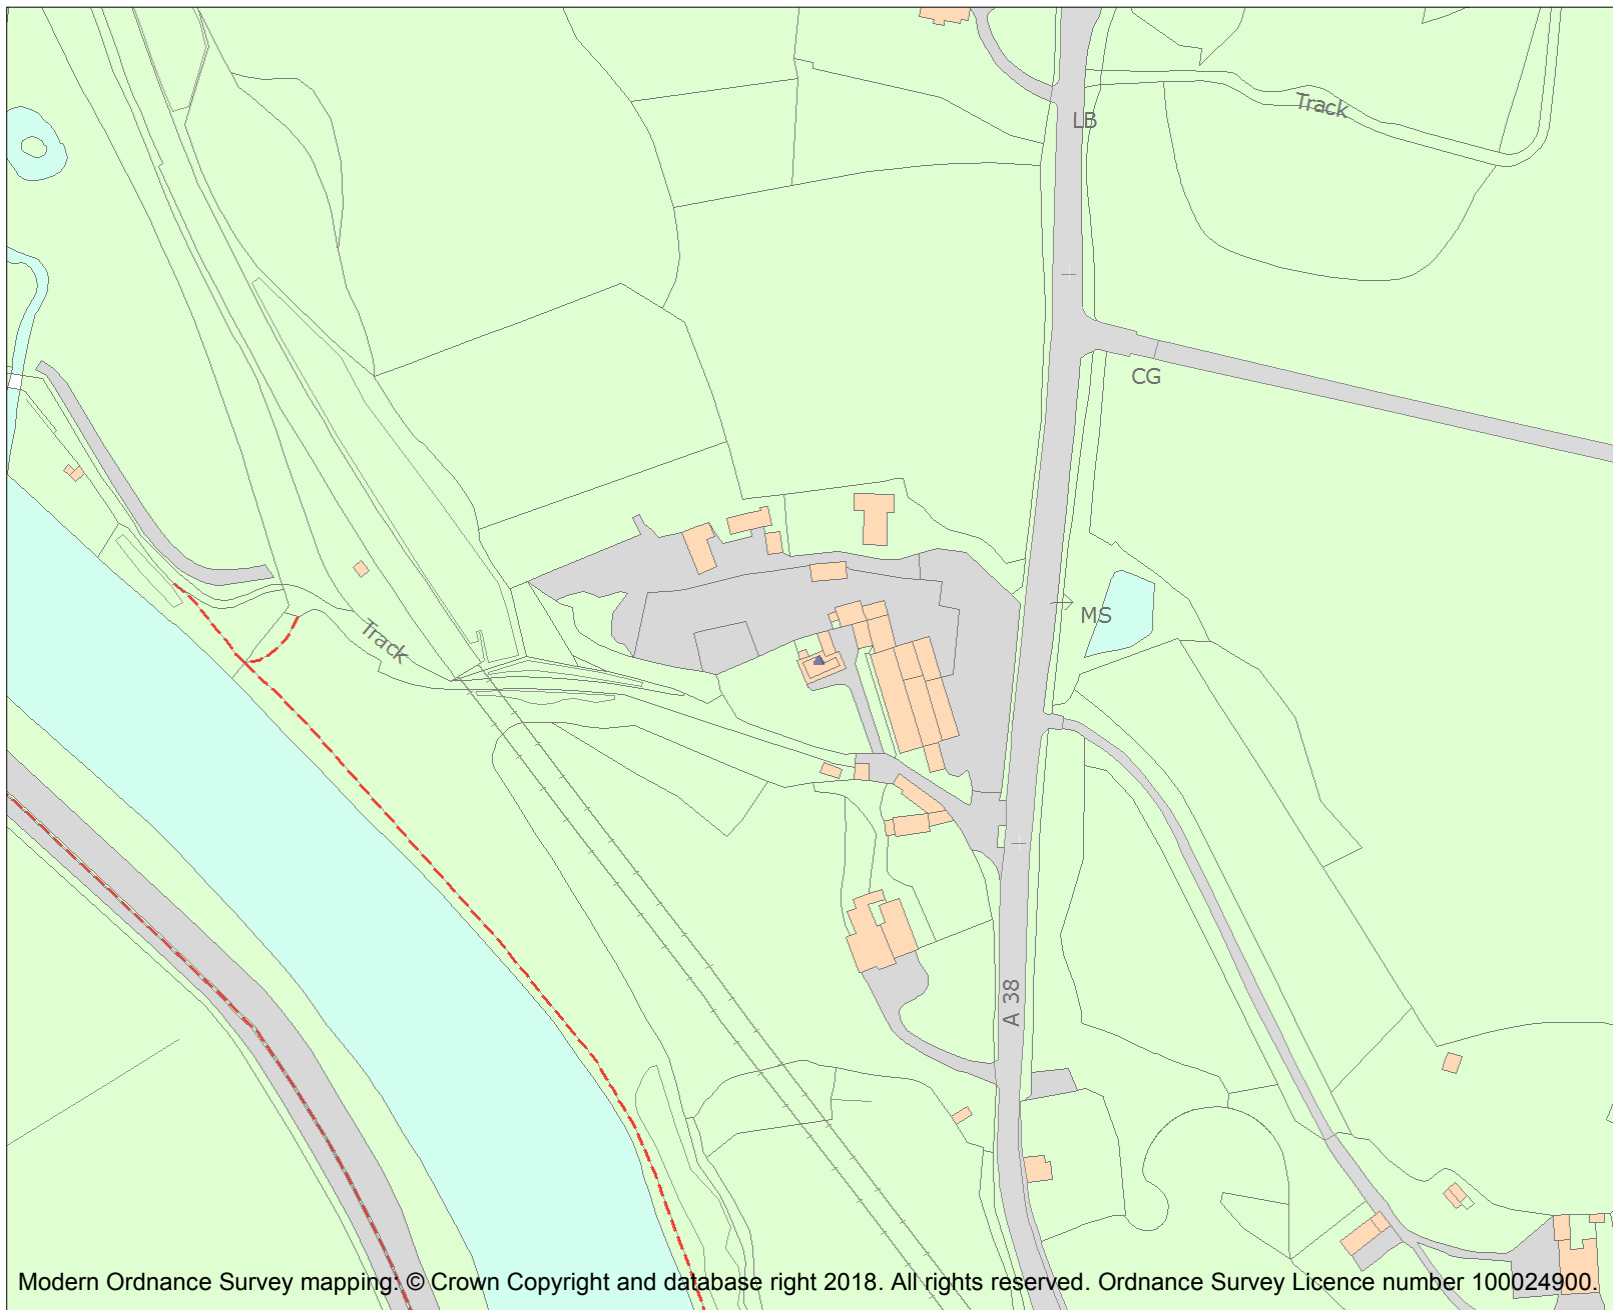 Track
LB
CG
MS
Track
A 38
Modern Ordnance Survey mapping: © Crown Copyright and database right 2018. All rights reserved. Ordnance Survey Licence number 100024900.